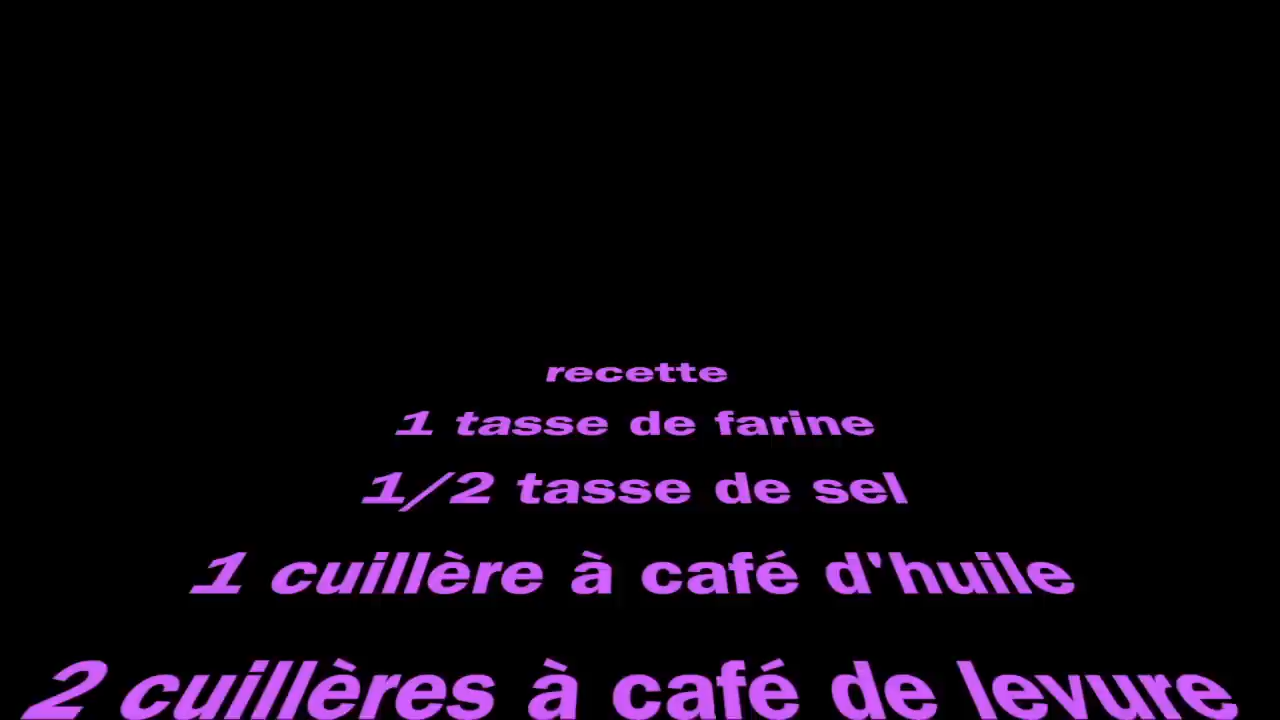 recette
1 tasse de farine
1/2 tasse de sel
1 cuillère à café d'huile
2 cuillères à café de levure